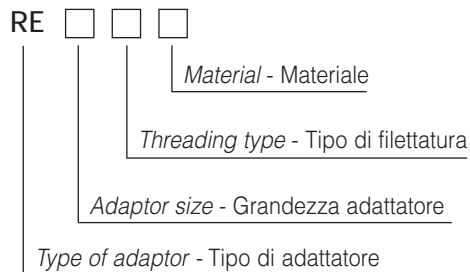 RE
Material - Materiale
Threading type - Tipo di filettatura
Adaptor size - Grandezza adattatore
Type of adaptor - Tipo di adattatore